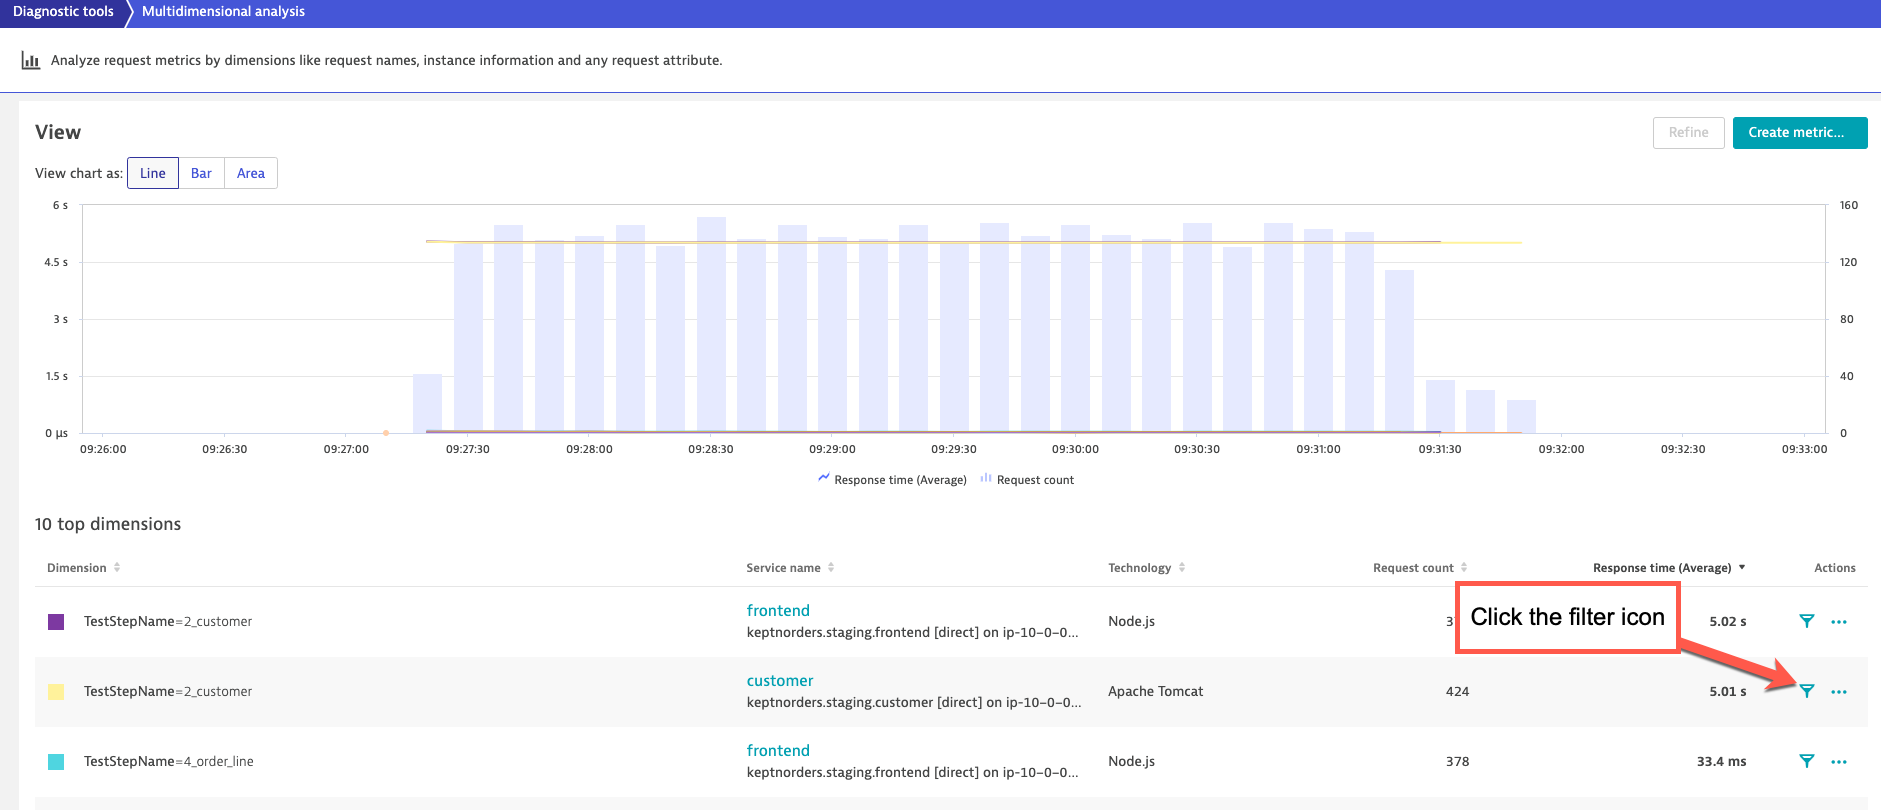 Diagnostic tools Multidimensional analysis
Analyze request metrics by dimensions like request names, instance information and any request attribute.
View
Refine Create metric...
View chart as: Line Bar Area
6 s 160
4.5 s 120
3 s 80
1.5 s 40
0 µs 0
09:26:00 09:26:30 09:27:00 09:27:30 09:28:00 09:28:30 09:29:00 09:29:30 09:30:00 09:30:30 09:31:00 09:31:30 09:32:00 09:32:30 09:33:00
Response time (Average) Request count
10 top dimensions
Dimension Service name Technology Request count Response time (Average) Actions
Click the filter icon
frontend
TestStepName=2_customer Node.js 5.02 s
keptnorders.staging.frontend [direct] on ip-10-0-0...
customer
TestStepName=2_customer Apache Tomcat 424 5.01 s
keptnorders.staging.customer [direct] on ip-10-0-0...
frontend
TestStepName=4_order_line Node.js 378 33.4 ms
keptnorders.staging.frontend [direct] on ip-10-0-0...